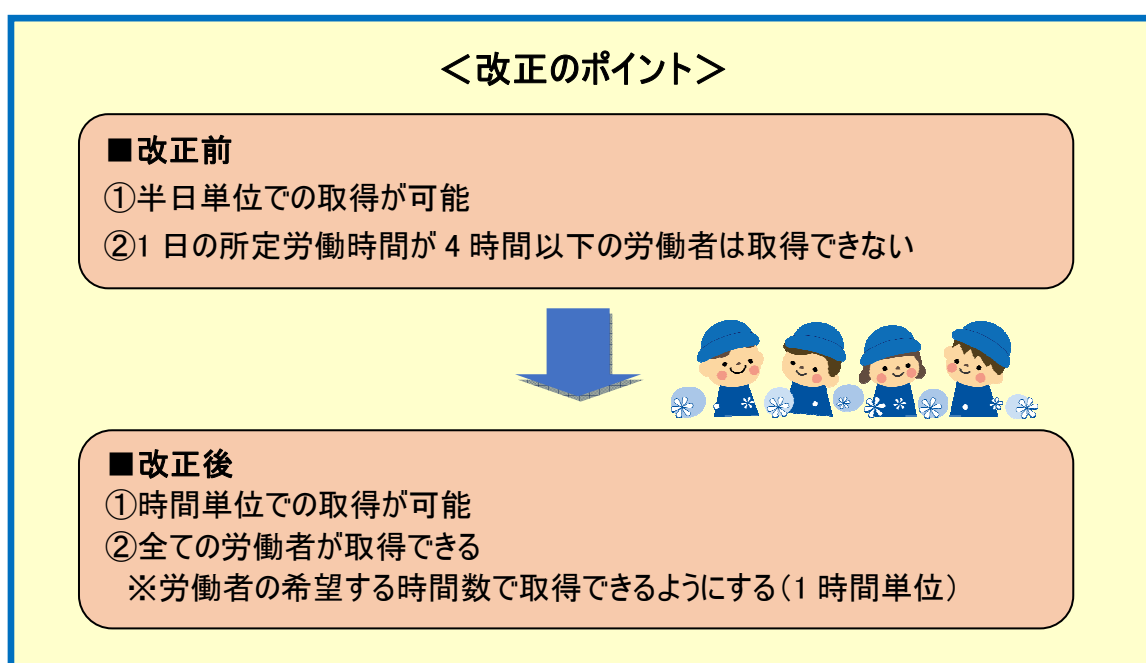 ＜改正のポイント＞
■改正前
①半日単位での取得が可能
②1 日の所定労働時間が 4 時間以下の労働者は取得できない
■改正後
①時間単位での取得が可能
②全ての労働者が取得できる
※労働者の希望する時間数で取得できるようにする（1 時間単位）